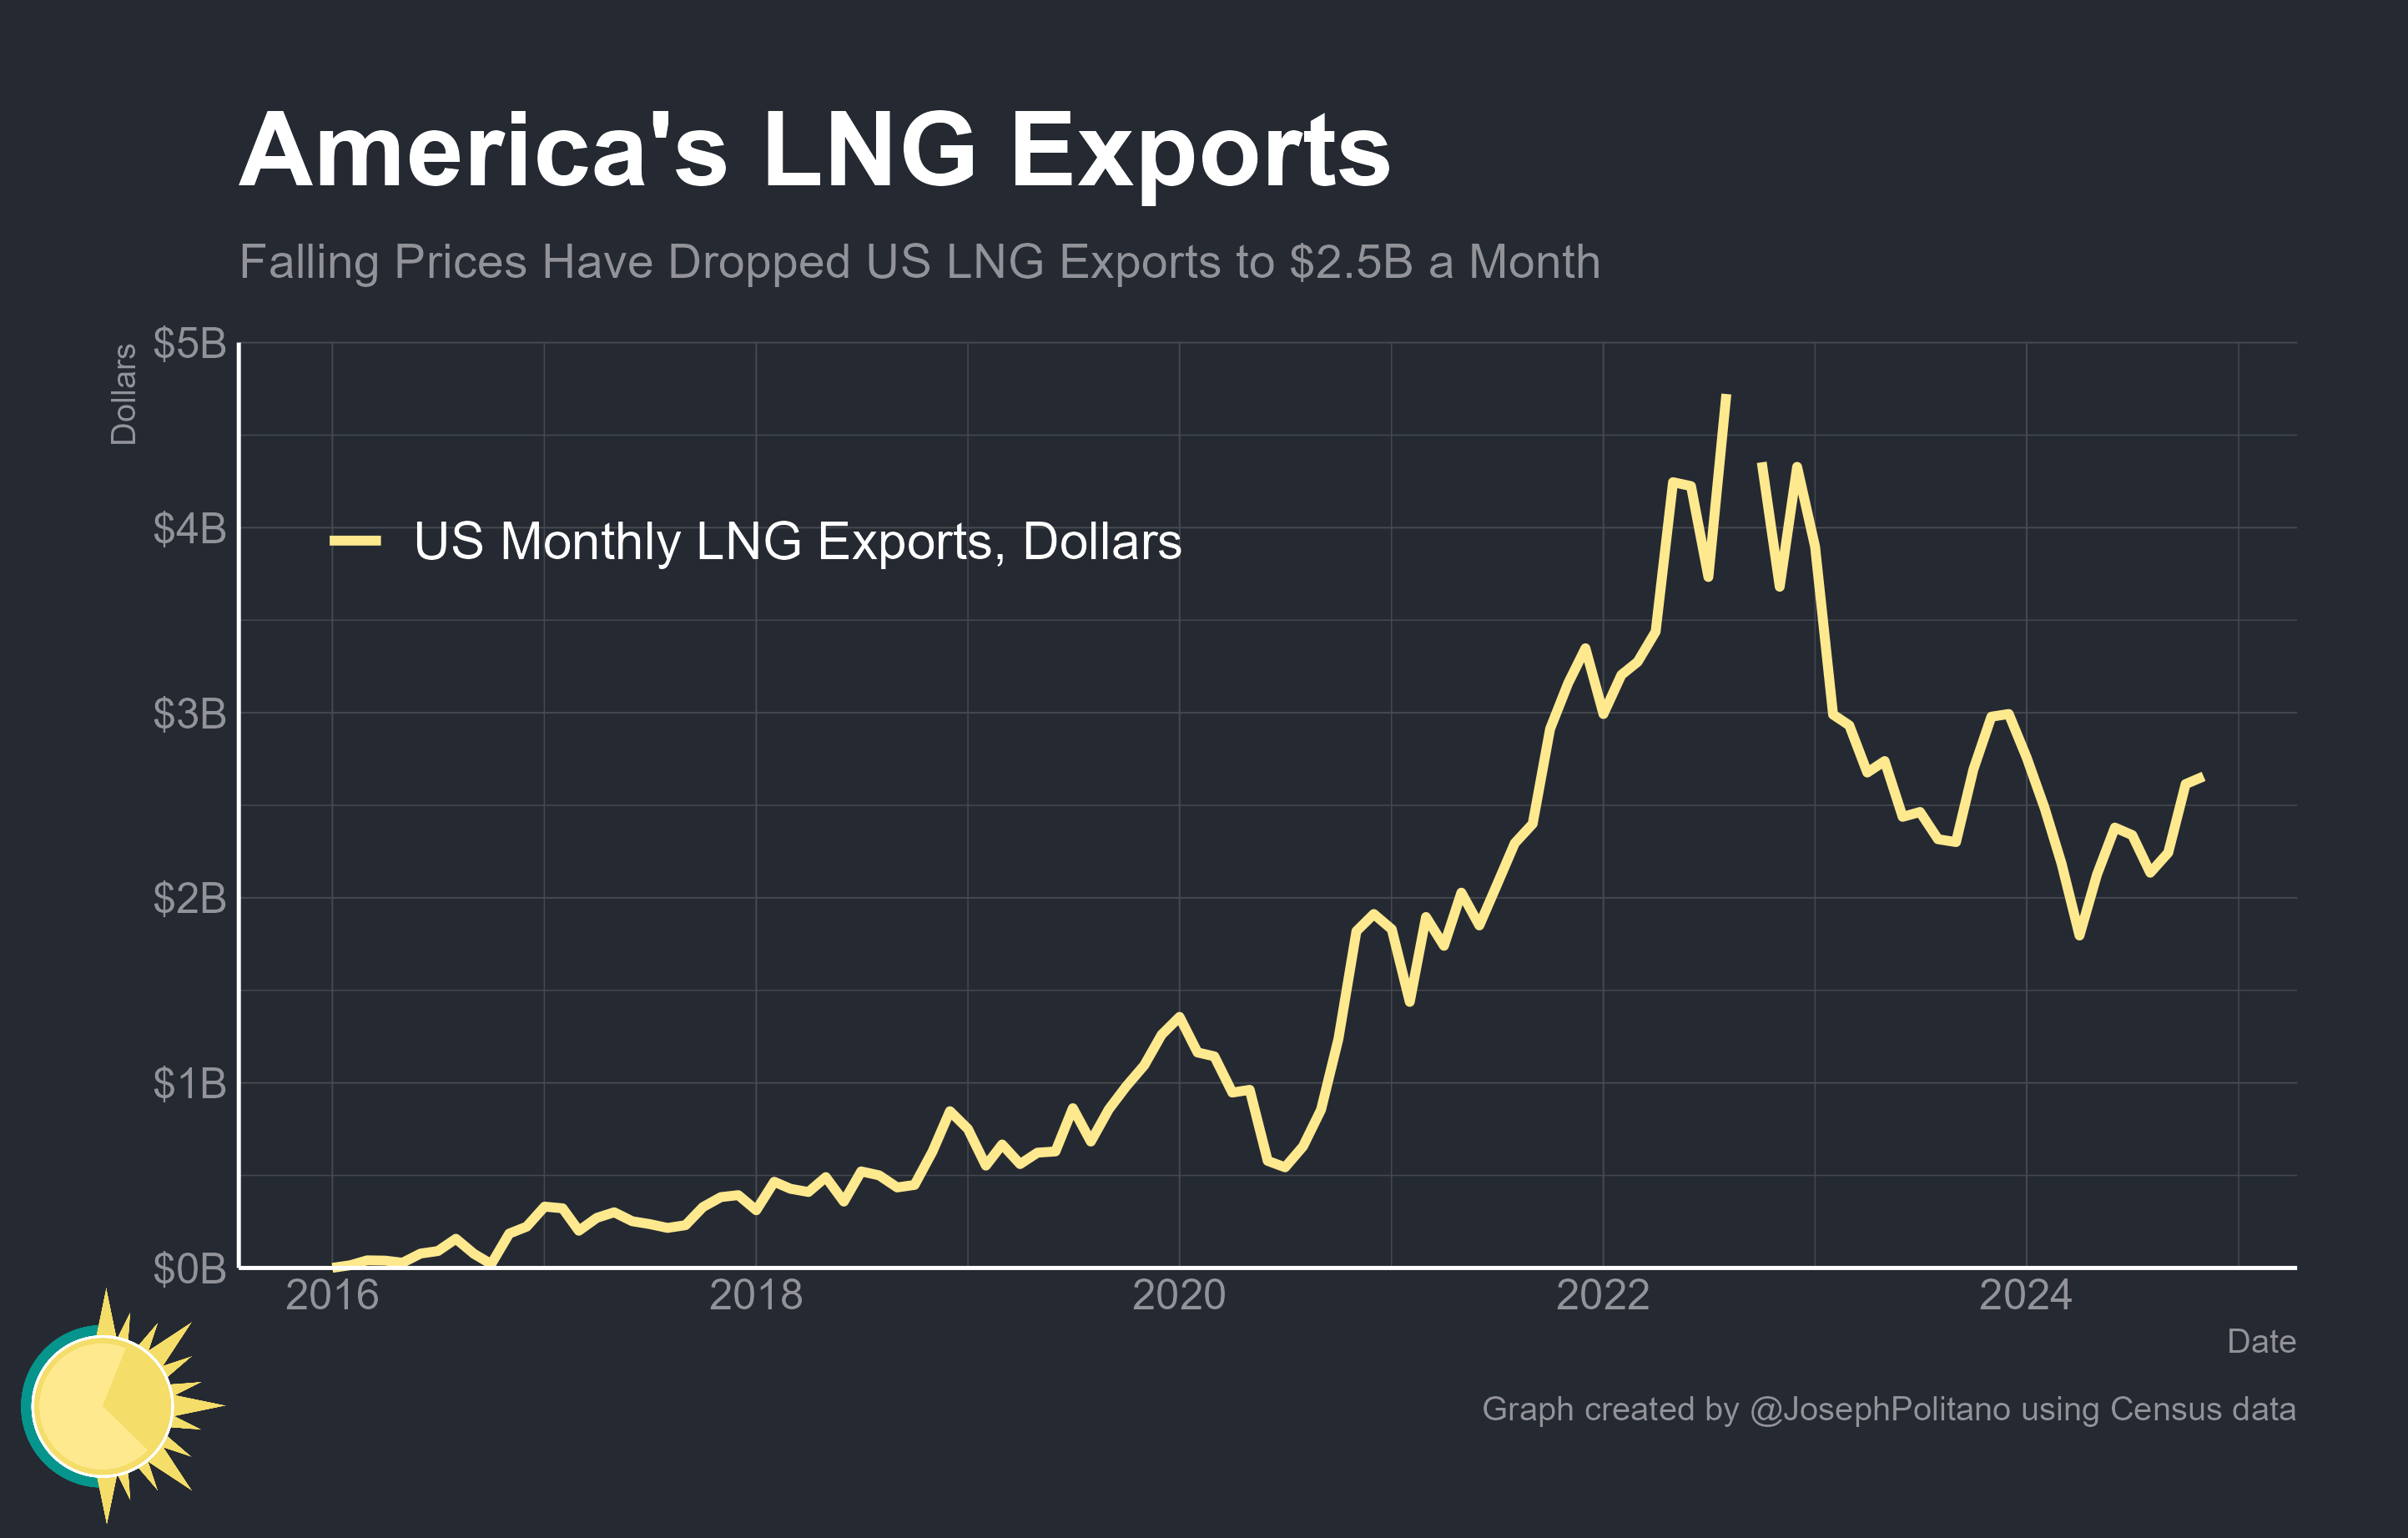 America's LNG Exports
Falling Prices Have Dropped US LNG Exports to $2.5B a Month
Dollars
$5B
$4B
$3B
$2B
$1B
$0B
US Monthly LNG Exports, Dollars
2016 2018 2020 2022 2024
Date
Graph created by @JosephPolitano using Census data